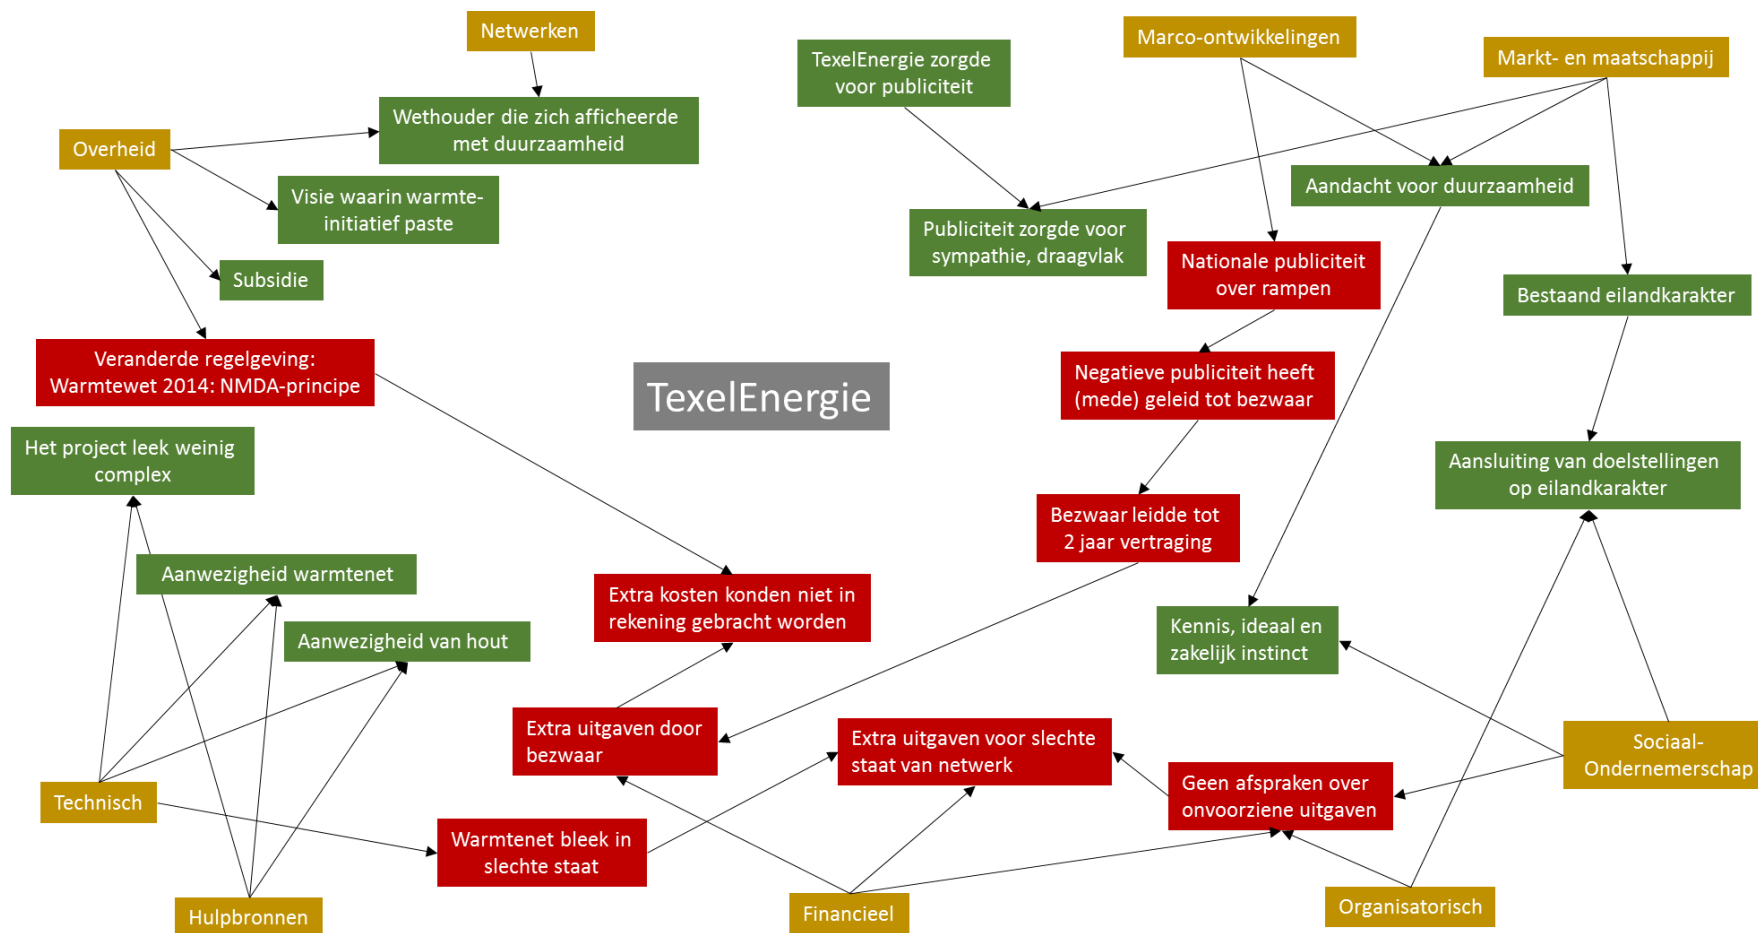 Netwerken
Marco-ontwikkelingen
Markt- en maatschappij
TexelEnergie zorgde
voor publiciteit
Wethouder die zich afficheerde
met duurzaamheid
Overheid
Aandacht voor duurzaamheid
Visie waarin warmte-
initiatief paste
Publiciteit zorgde voor
sympathie, draagvlak
Nationale publiciteit
over rampen
Subsidie
Bestaand eilandkarakter
Veranderde regelgeving:
Warmtewet 2014: NMDA-principe
TexelEnergie
Negatieve publiciteit heeft
(mede) geleid tot bezwaar
Het project leek weinig
complex
Aansluiting van doelstellingen
op eilandkarakter
Bezwaar leidde tot
2 jaar vertraging
Aanwezigheid warmtenet
Extra kosten konden niet in
rekening gebracht worden
Aanwezigheid van hout
Kennis, ideaal en
zakelijk instinct
Extra uitgaven door
bezwaar
Extra uitgaven voor slechte
staat van netwerk
Sociaal-
Ondernemerschap
Geen afspraken over
onvoorziene uitgaven
Technisch
Warmtenet bleek in
slechte staat
Hulpbronnen
Financieel
Organisatorisch